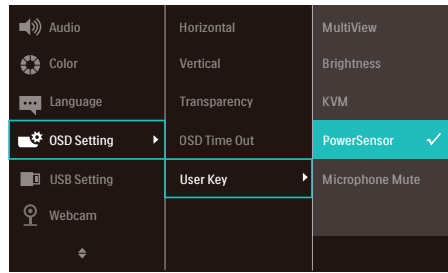 Audio
Color
Language
OSD Setting
USB Setting
Webcam
Horizontal
Vertical
Transparency
OSD Time Out
User Key
MultiView
Brightness
KVM
PowerSensor
Microphone Mute